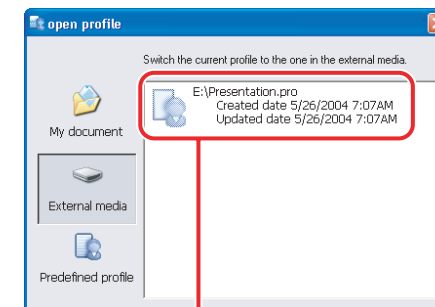 open profile
Switch the current profile to the one in the external media.
E:\Presentation.pro
Created date 5/26/2004 7:07AM
Updated date 5/26/2004 7:07AM
My document
External media
Predefined profile